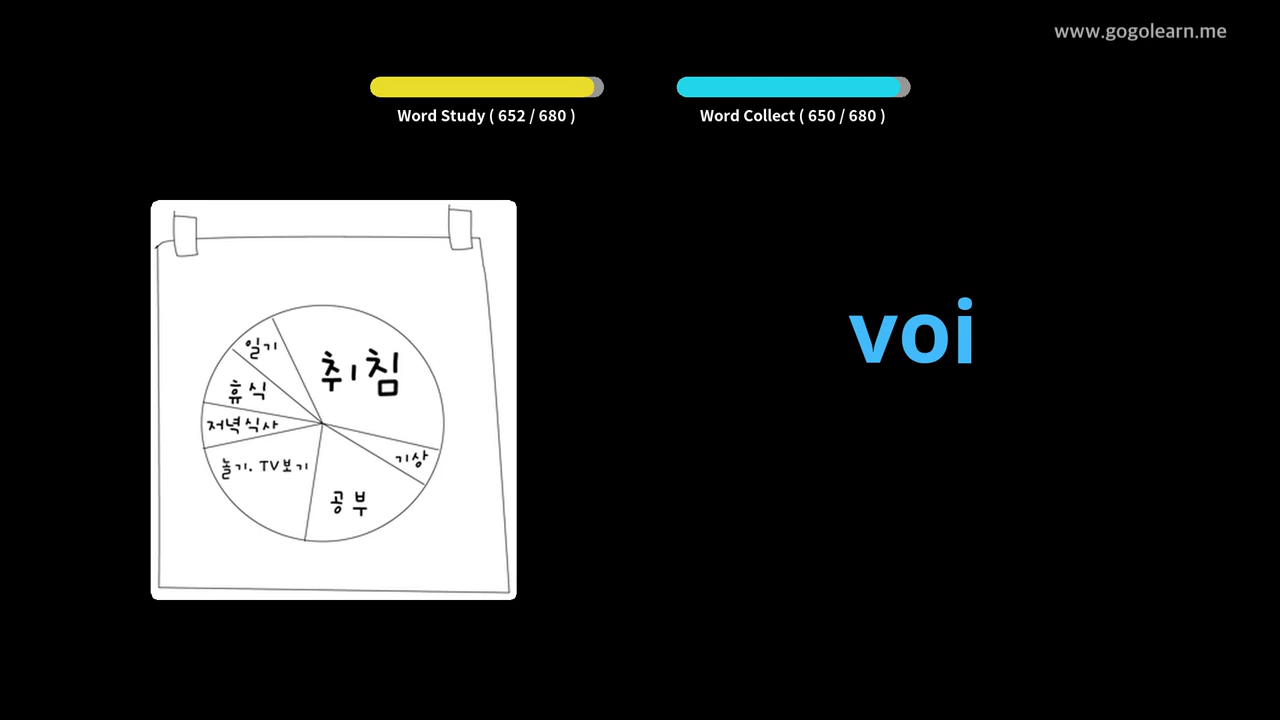 www.gogolearn.me
Word Study ( 652 / 680 )
Word Collect ( 650 / 680 )
일기
취침
휴식
저녁식사
놀기. TV보기
기상
공부
voi